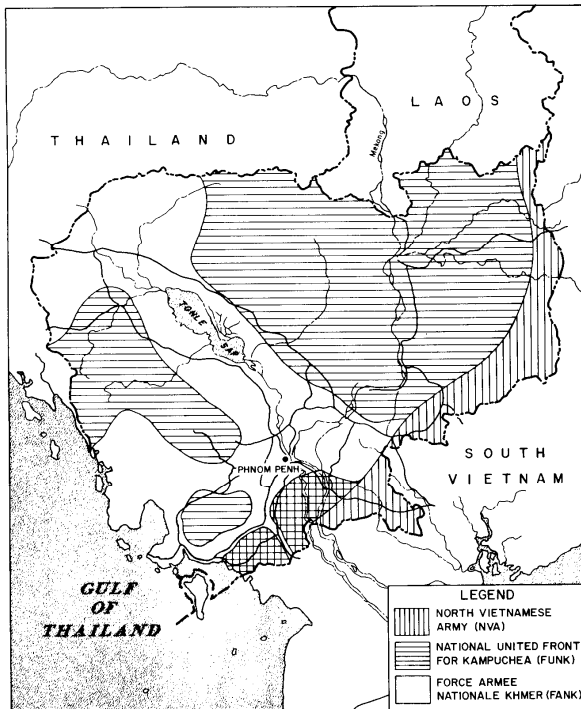 THAILAND
LAOS
Mekong
TONLE
SAP
PHNOM PENH
SOUTH
VIETNAM
GULF
OF
THAILAND
LEGEND
NORTH VIETNAMESE
ARMY (NVA)
NATIONAL UNITED FRONT
FOR KAMPUCHEA (FUNK)
FORCE ARMEE
NATIONALE KHMER (FANK)